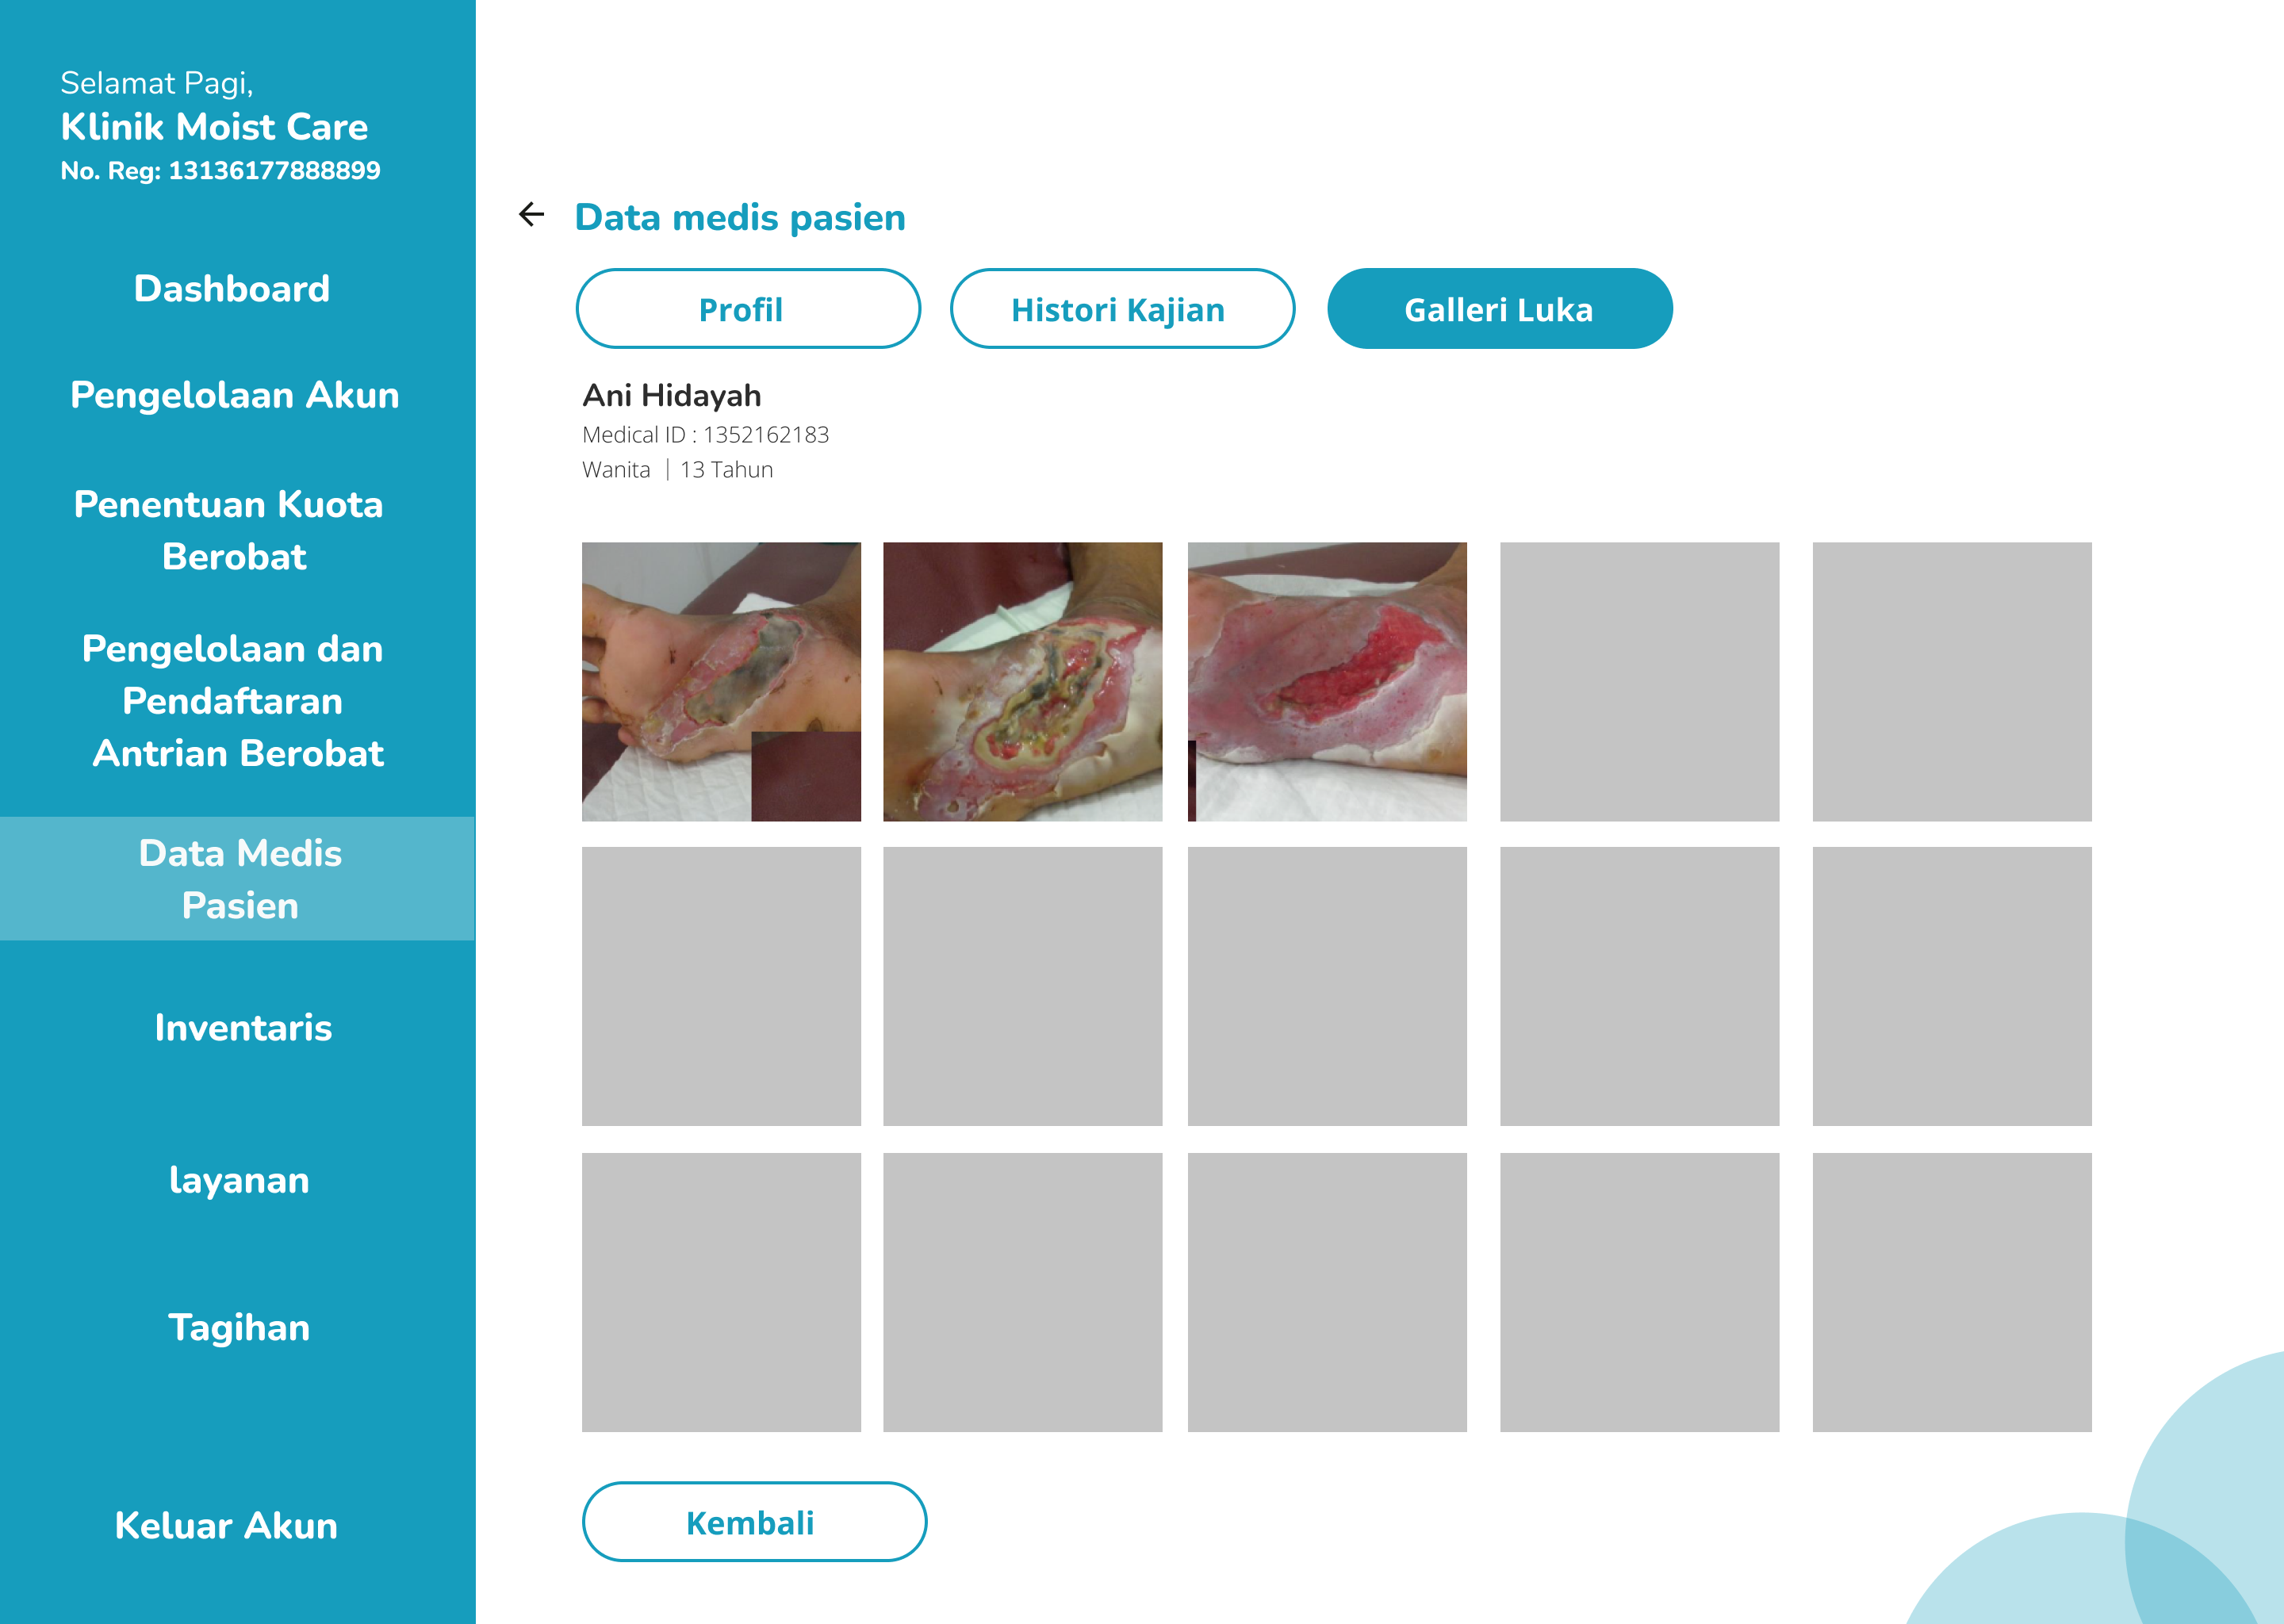 Selamat Pagi,
Klinik Moist Care
No. Reg: 13136177888899
Dashboard
Pengelolaan Akun
Penentuan Kuota
Berobat
Pengelolaan dan
Pendaftaran
Antrian Berobat
Data Medis
Pasien
Inventaris
layanan
Tagihan
Keluar Akun
Data medis pasien
Profil
Histori Kajian
Galleri Luka
Ani Hidayah
Medical ID : 1352162183
Wanita | 13 Tahun
Kembali